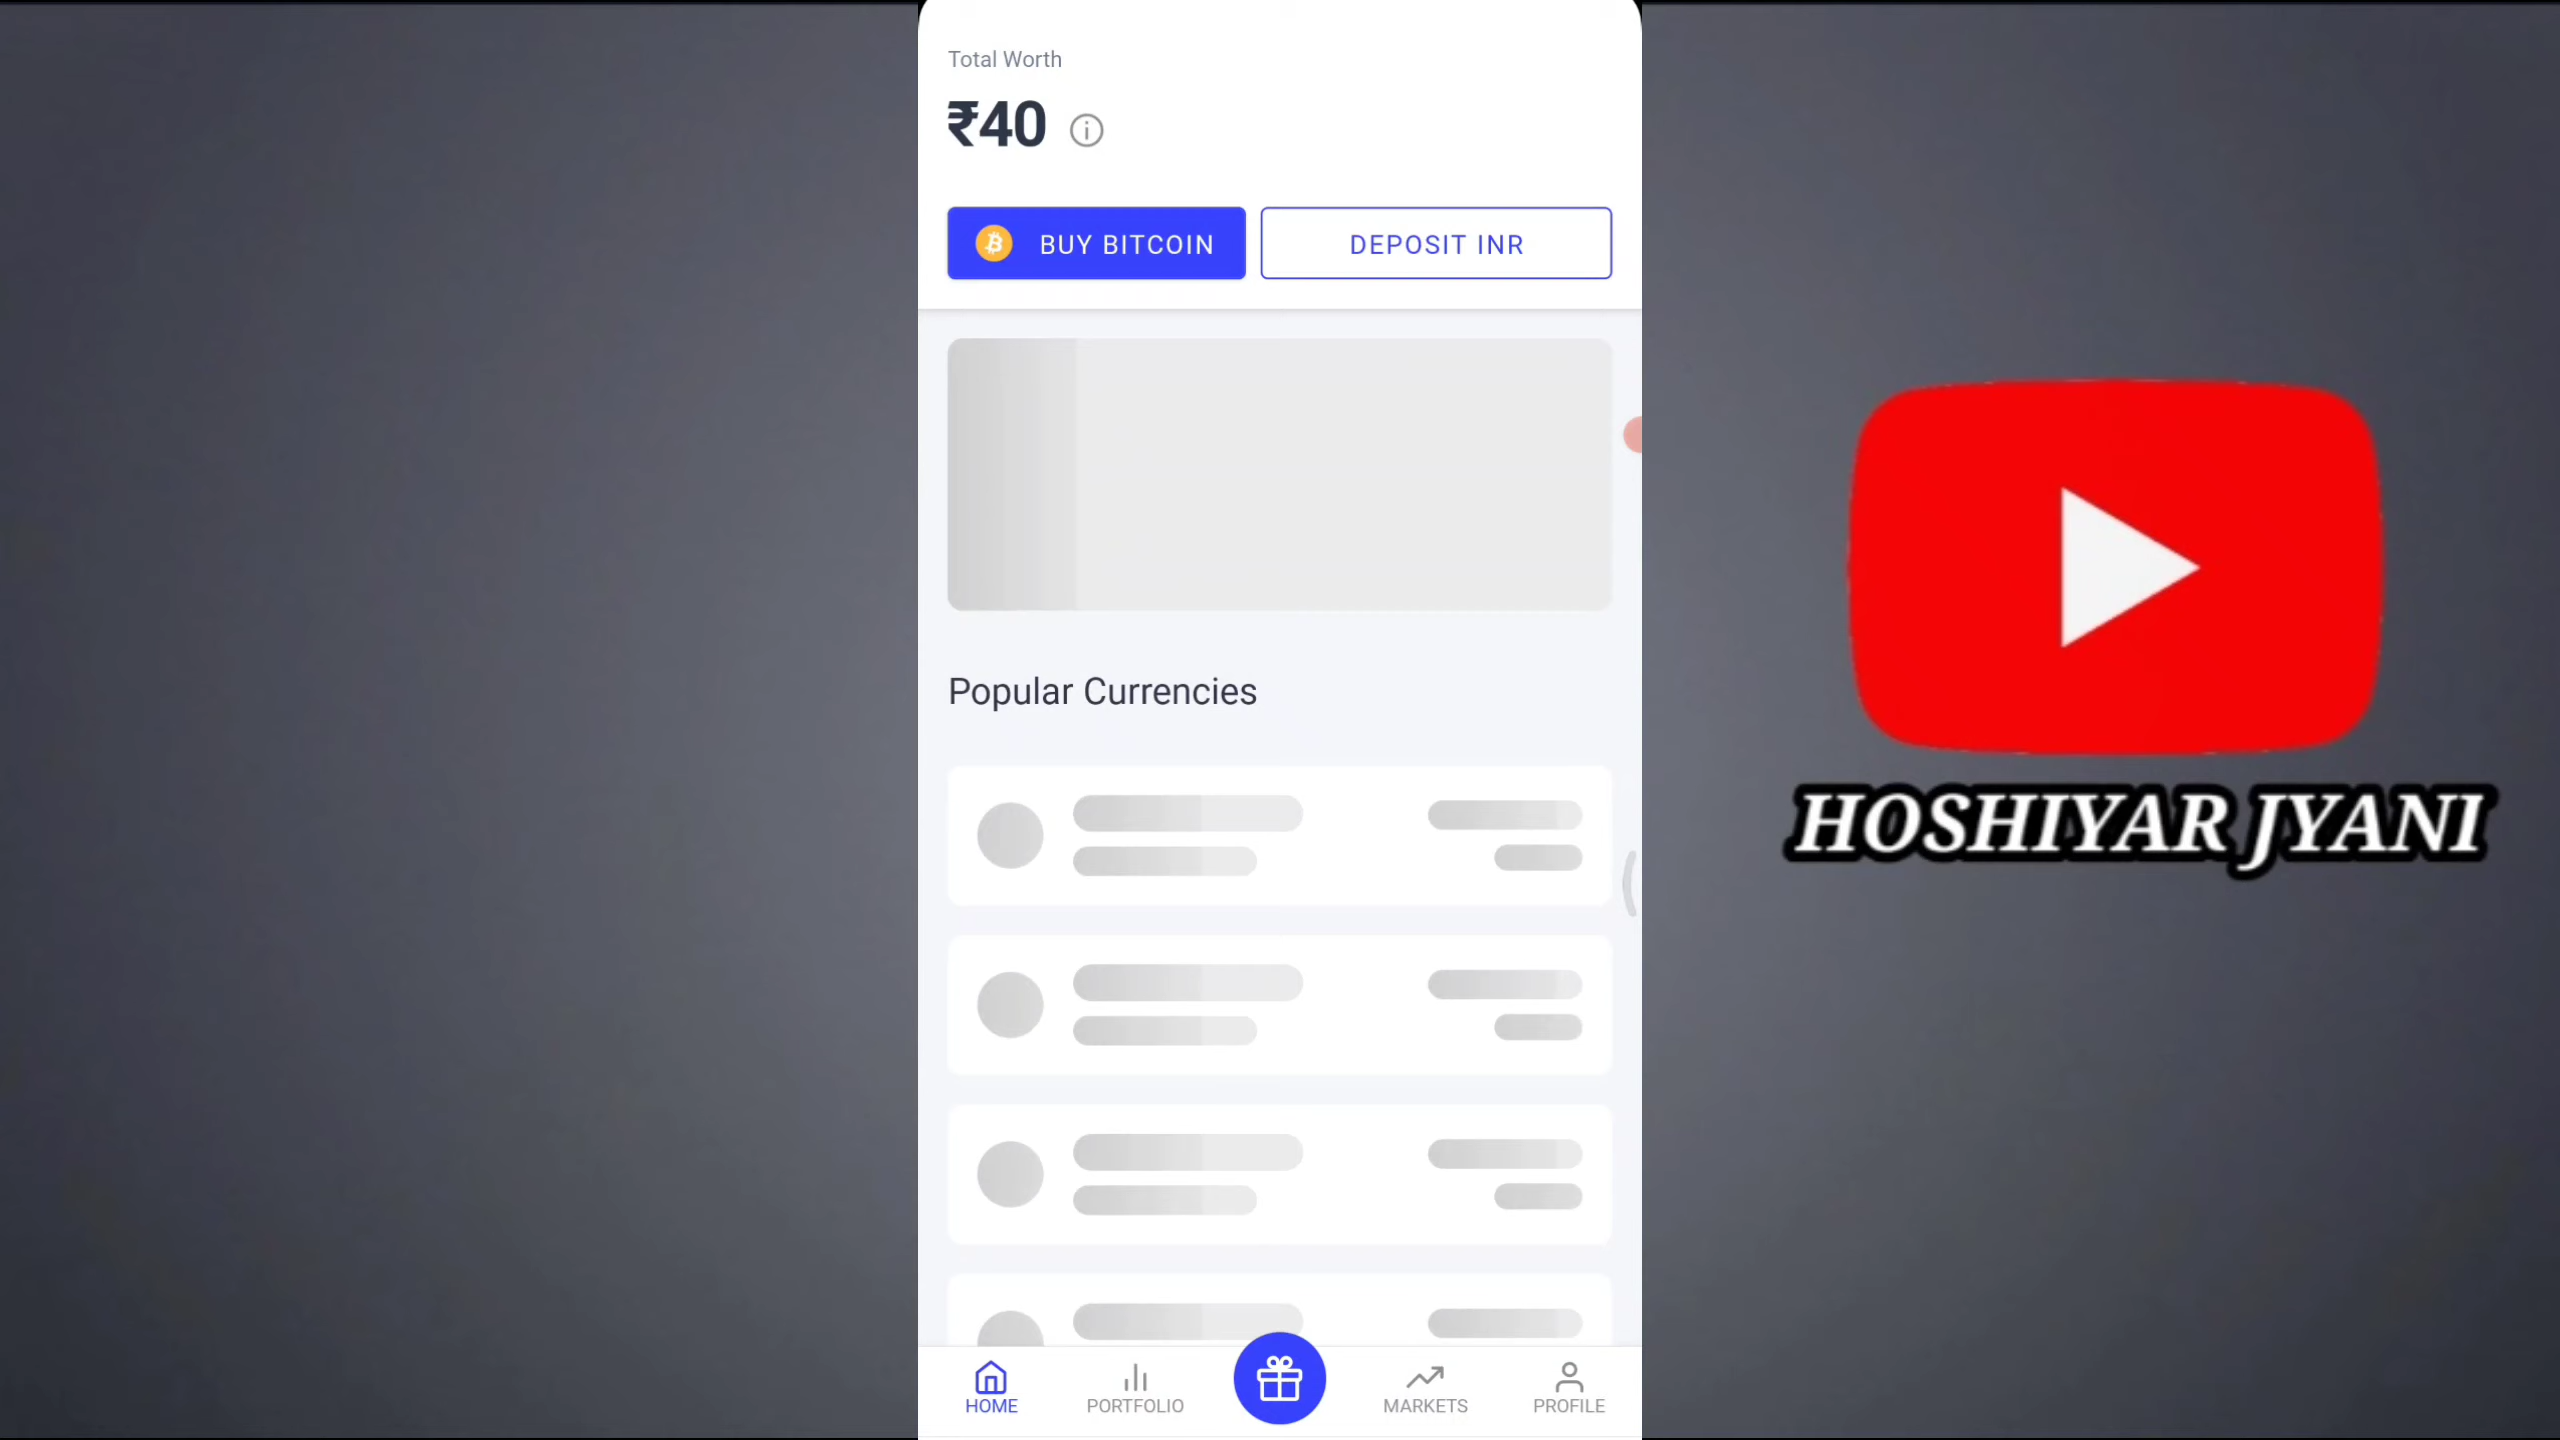 Total Worth
₹40
BUY BITCOIN
DEPOSIT INR
Popular Currencies
HOSHIYAR JYANI
HOME
PORTFOLIO
MARKETS
PROFILE